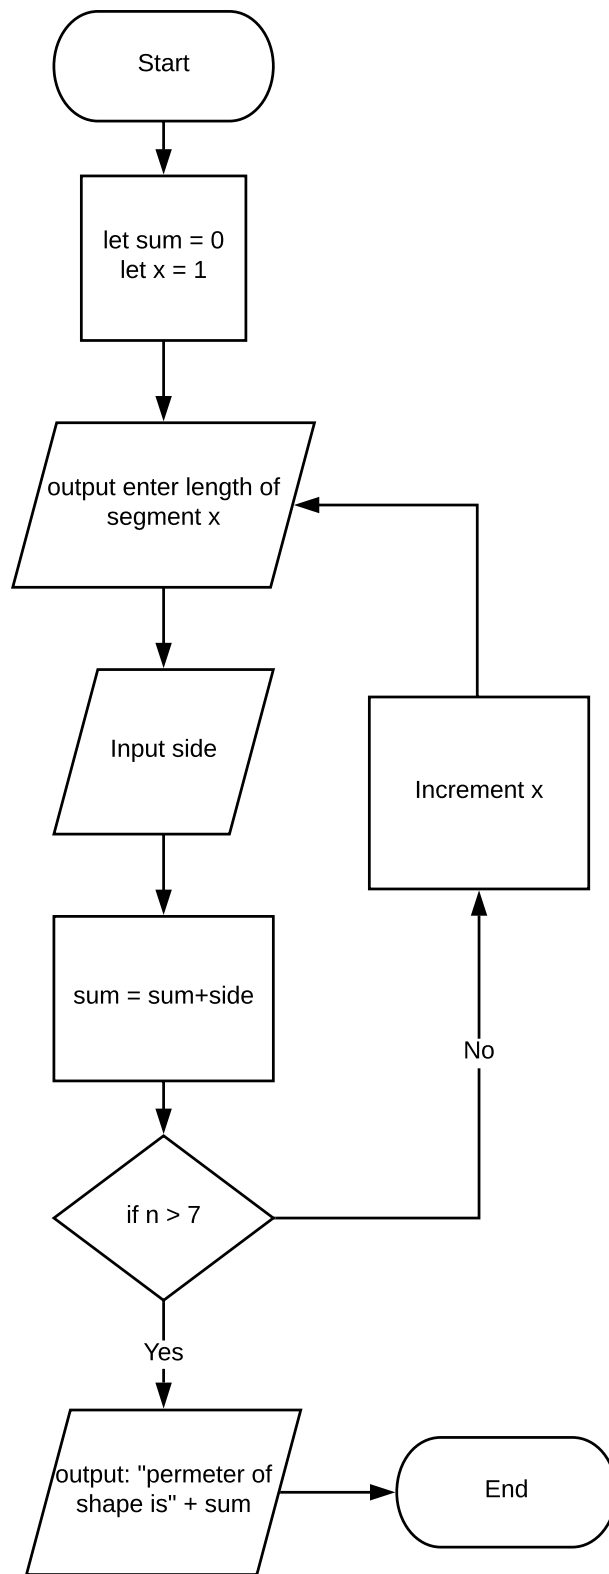 Start
let sum = 0
let x = 1
output enter length of
segment x
Input side
Increment x
sum = sum+side
No
if n > 7
Yes
output: "permeter of
shape is" + sum
End